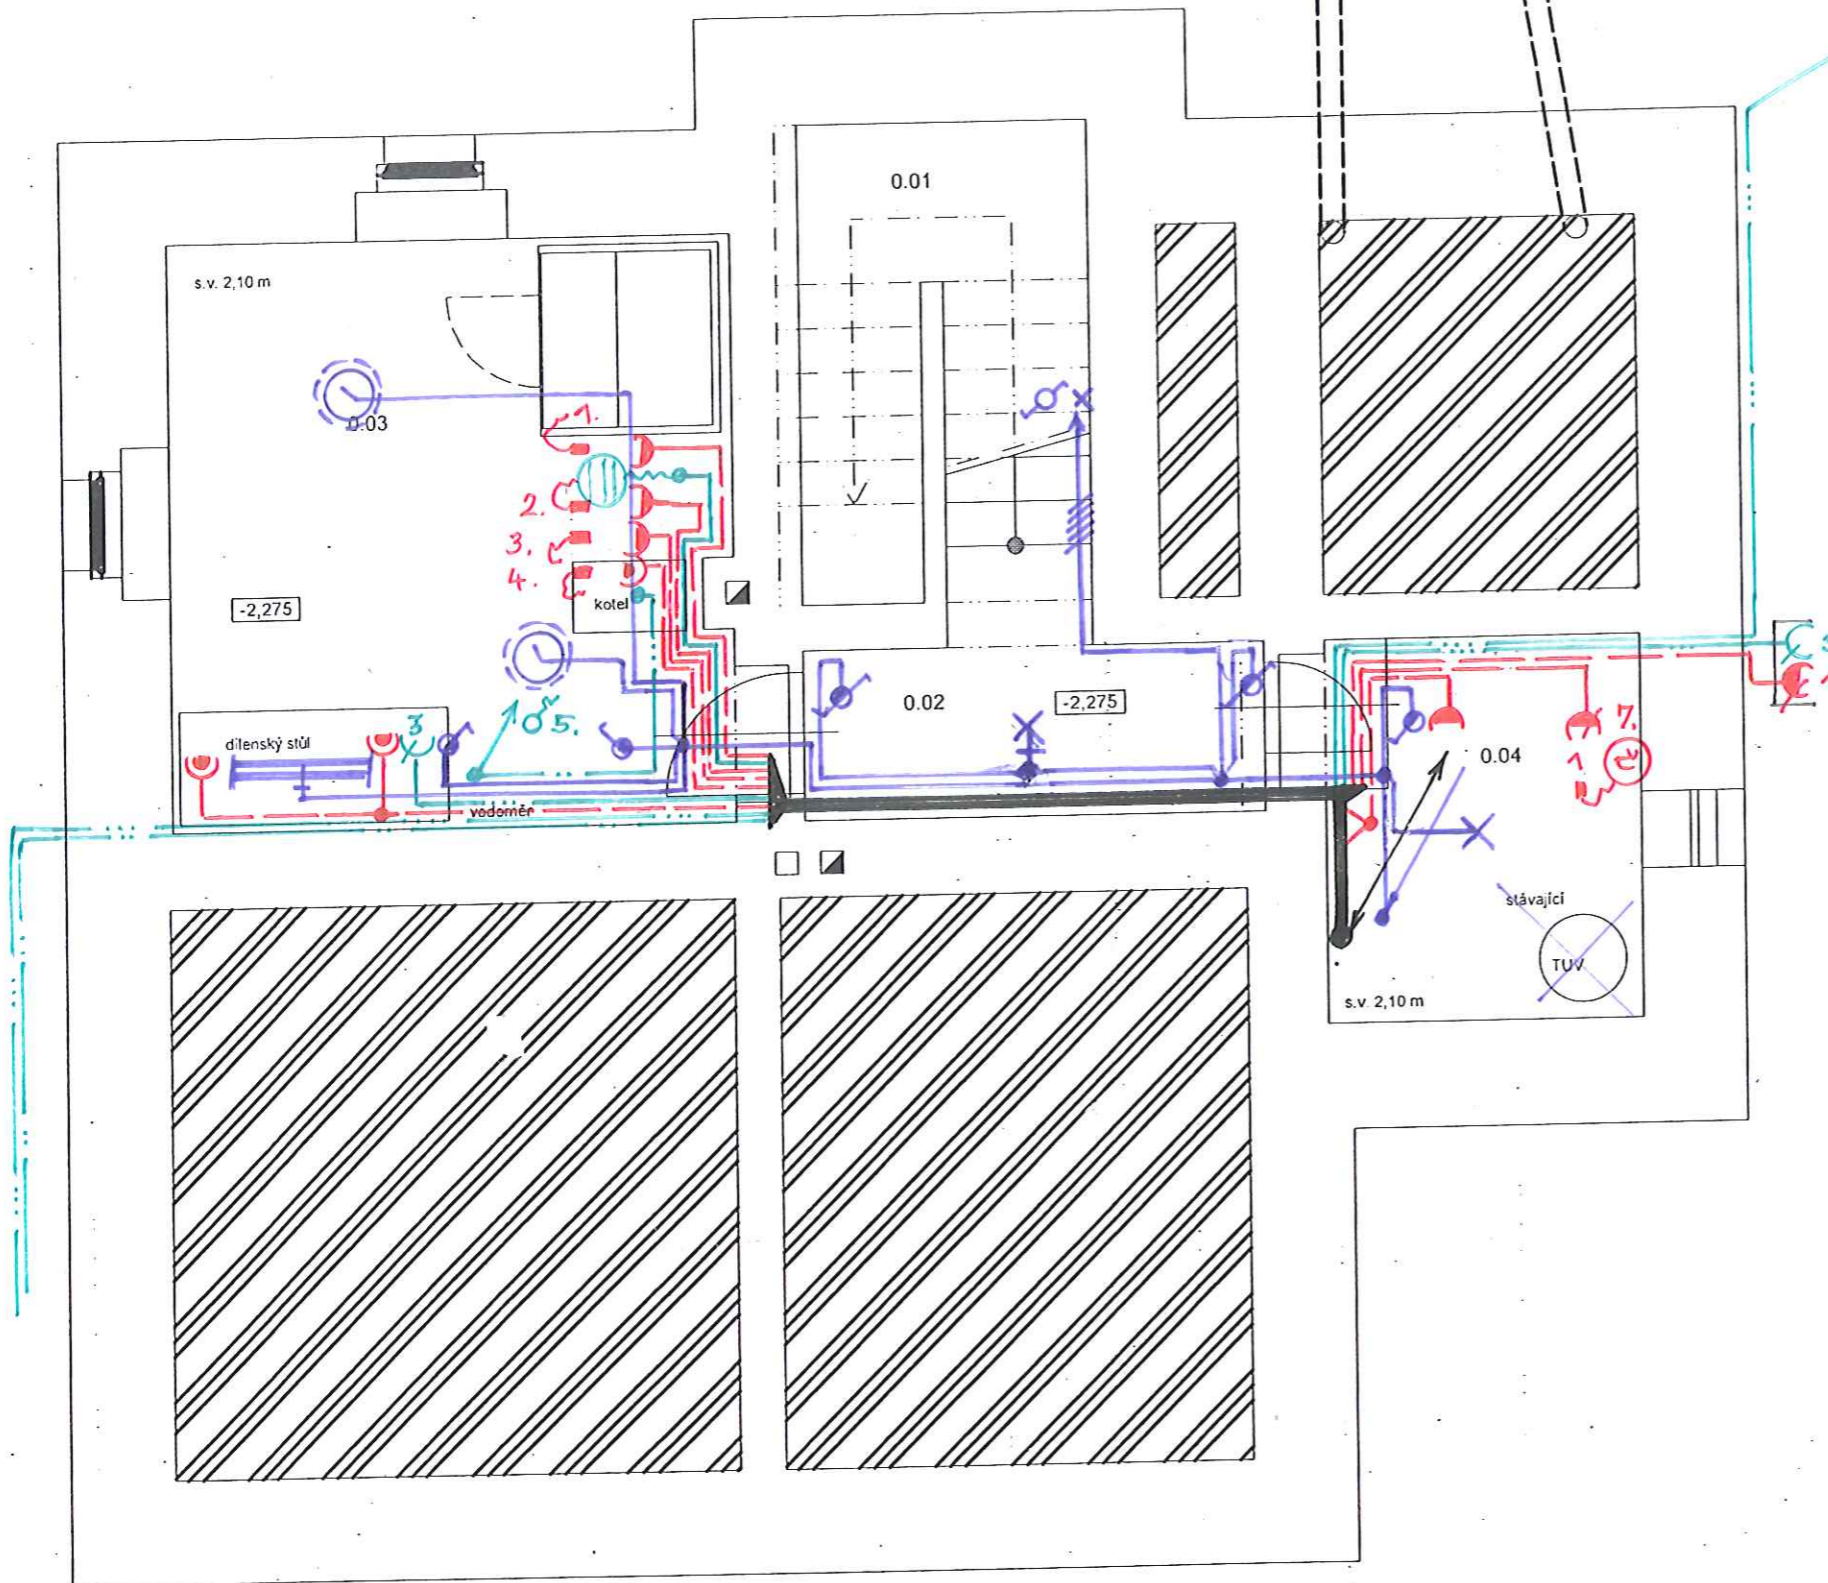 0.01
s.v. 2,10 m
0.03
1.
2.
3.
4.
kotel
-2,275
0.02
-2,275
5.
3
dílenský stůl
vodoměr
7.
0.04
1
stávající
TUV
s.v. 2,10 m